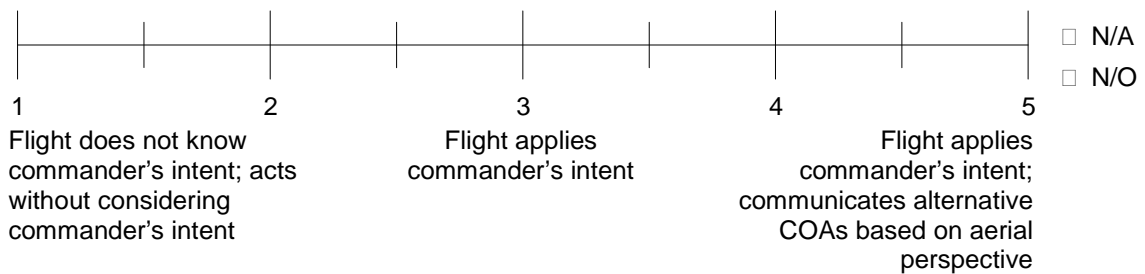 □ N/A
□ N/O
1 2 3 4 5
Flight does not know
commander's intent; acts
without considering
commander's intent
Flight applies
commander's intent
Flight applies
commander's intent;
communicates alternative
COAs based on aerial
perspective